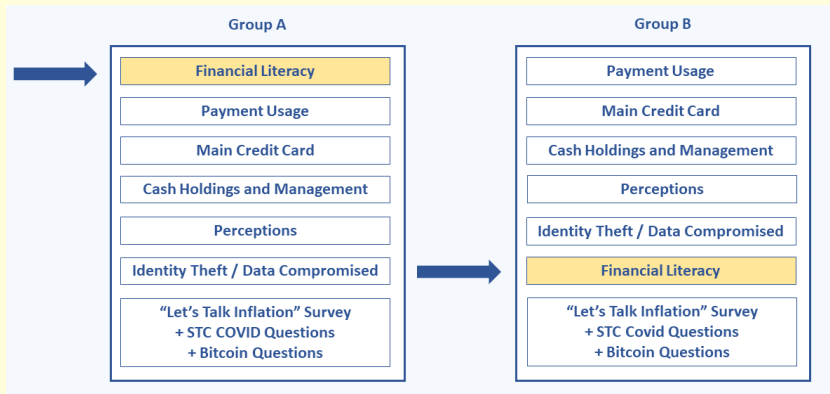 Group A
Financial Literacy
Payment Usage
Main Credit Card
Cash Holdings and Management
Perceptions
Identity Theft / Data Compromised
“Let’s Talk Inflation” Survey
+ STC COVID Questions
+ Bitcoin Questions
Group B
Payment Usage
Main Credit Card
Cash Holdings and Management
Perceptions
Identity Theft / Data Compromised
Financial Literacy
“Let’s Talk Inflation” Survey
+ STC Covid Questions
+ Bitcoin Questions